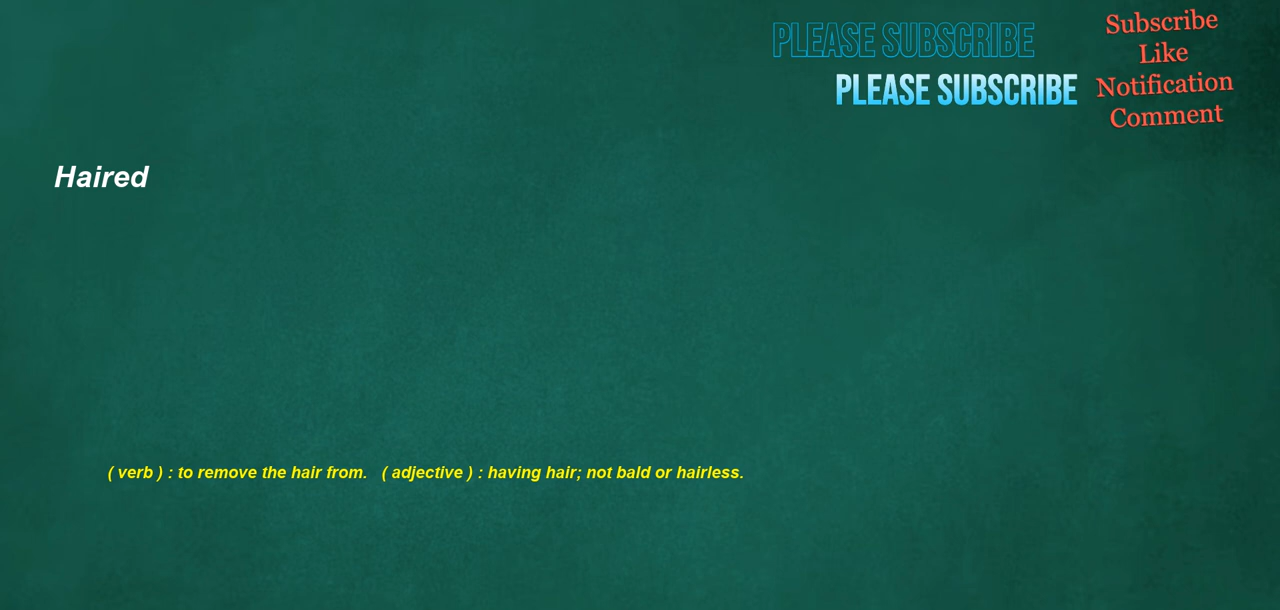 PLEASE SUBSCRIBE
PLEASE SUBSCRIBE
Subscribe
Like
Notification
Comment
Haired
( verb ) : to remove the hair from.   ( adjective ) : having hair; not bald or hairless.